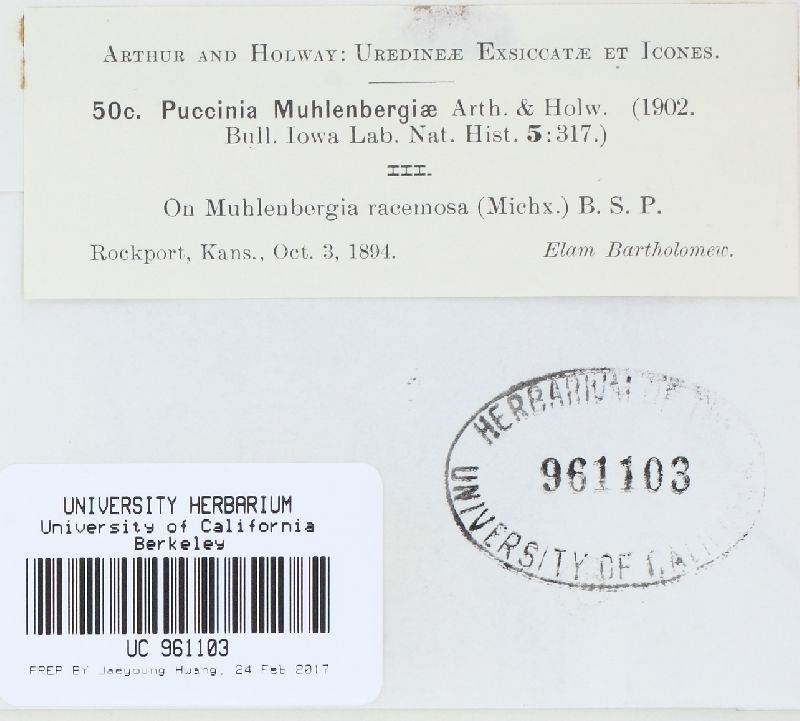 ARTHUR AND HOLWAY: UREDINEÆ EXSICCATÆ ET ICONES.
50c. Puccinia Muhlenbergiæ Arth. & Holw. (1902.
Bull. Iowa Lab. Nat. Hist. 5:317.)
III.
On Muhlenbergia racemosa (Michx.) B. S. P.
Rockport, Kans., Oct. 3, 1894. Elam Bartholomew.
HERBARIUM OF
961103
UNIVERSITY OF
UNIVERSITY HERBARIUM
University of California
Berkeley
UC 961103
PREP BY Jaeyoung Hwang, 24 Feb 2017